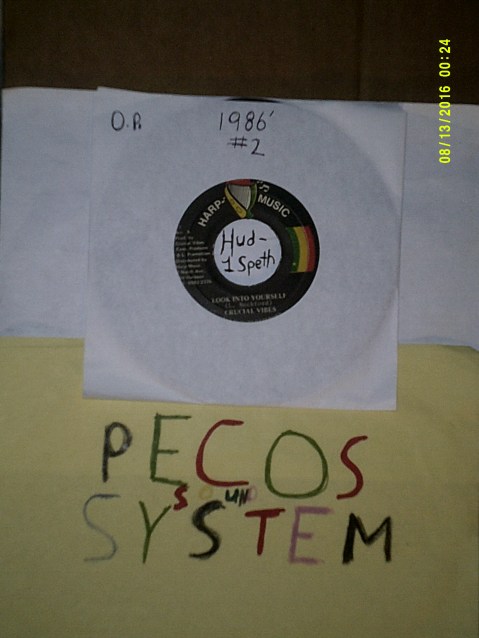 08/13/2016 00:24
O.P. 1986'
#2
HARP-MUSIC
Hud-
1 Speth
LOOK INTO YOURSELF
CRUCIAL VIBES
PECOS
SOUND
SYSTEM